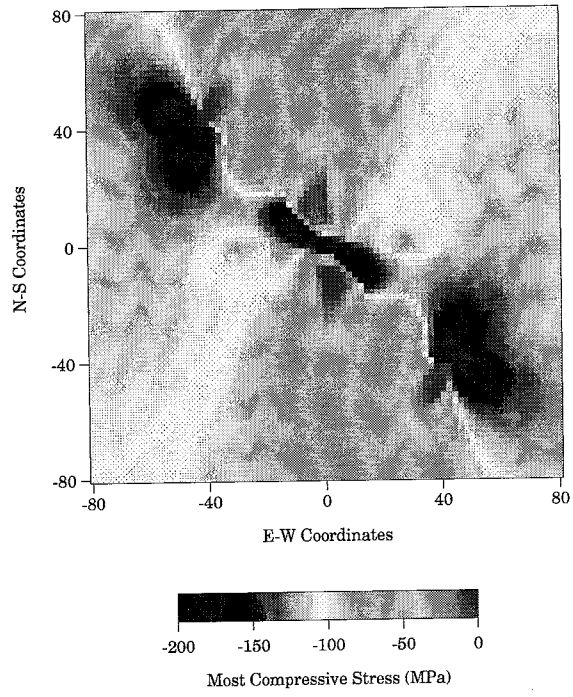 80
40
0
-40
-80
N-S Coordinates
-80 -40 0 40 80
E-W Coordinates
-200 -150 -100 -50 0
Most Compressive Stress (MPa)